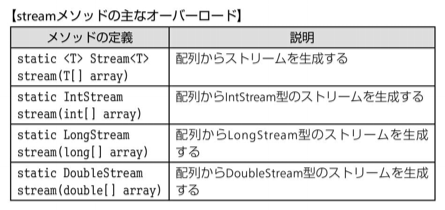 【streamメソッドの主なオーバーロード】
メソッドの定義
説明
static <T> Stream<T>
stream(T[] array)
配列からストリームを生成する
static IntStream
stream(int[] array)
配列からIntStream型のストリームを生成する
static LongStream
stream(long[] array)
配列からLongStream型のストリームを生成
する
static DoubleStream
stream(double[] array)
配列からDoubleStream型のストリームを生成
する